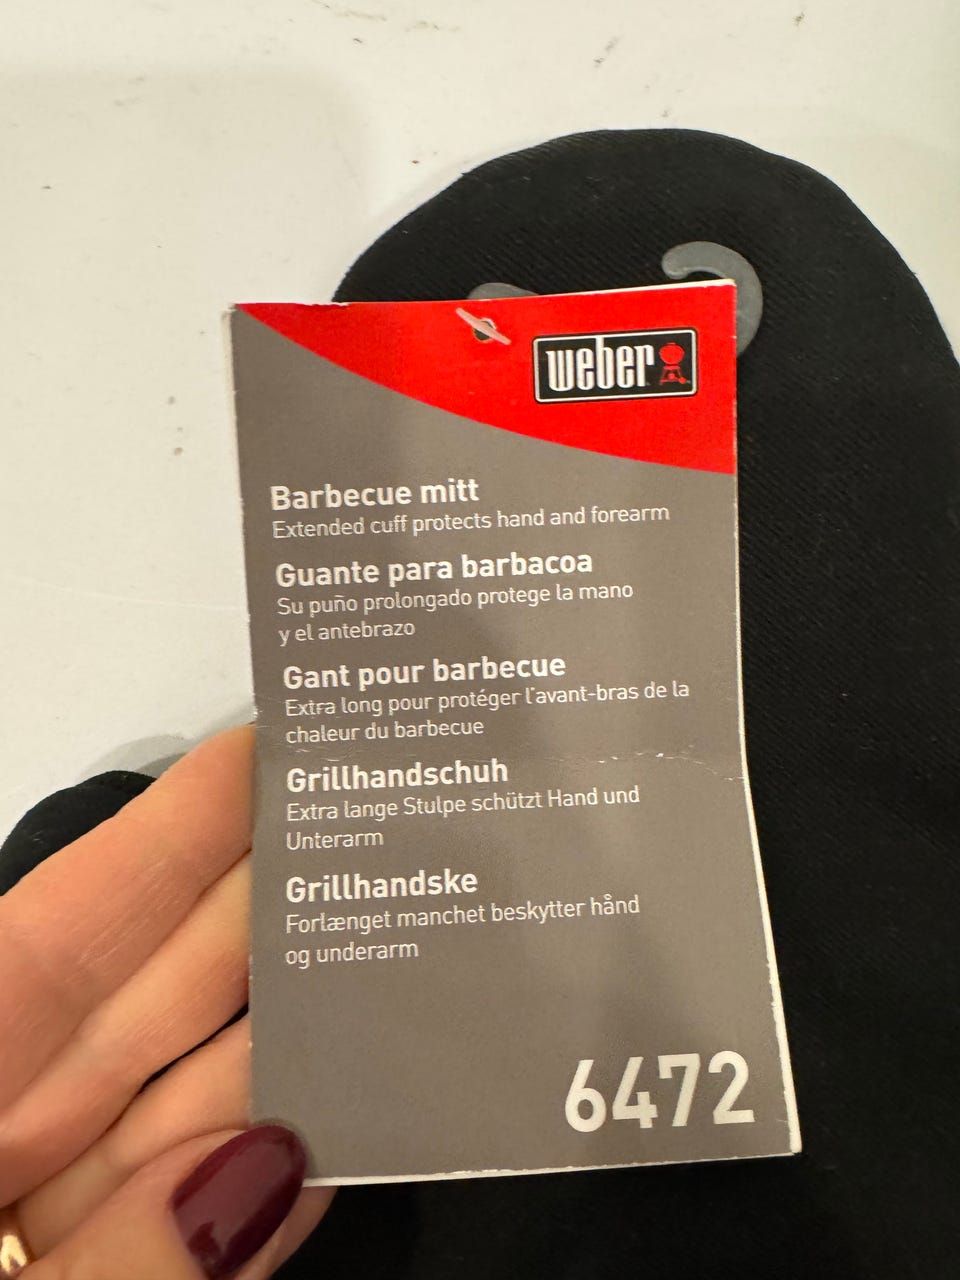 weber
Barbecue mitt
Extended cuff protects hand and forearm
Guante para barbacoa
Su puño prolongado protege la mano
y el antebrazo
Gant pour barbecue
Extra long pour protéger l'avant-bras de la
chaleur du barbecue
Grillhandschuh
Extra lange Stulpe schützt Hand und
Unterarm
Grillhandske
Forlænget manchet beskytter hånd
og underarm
6472